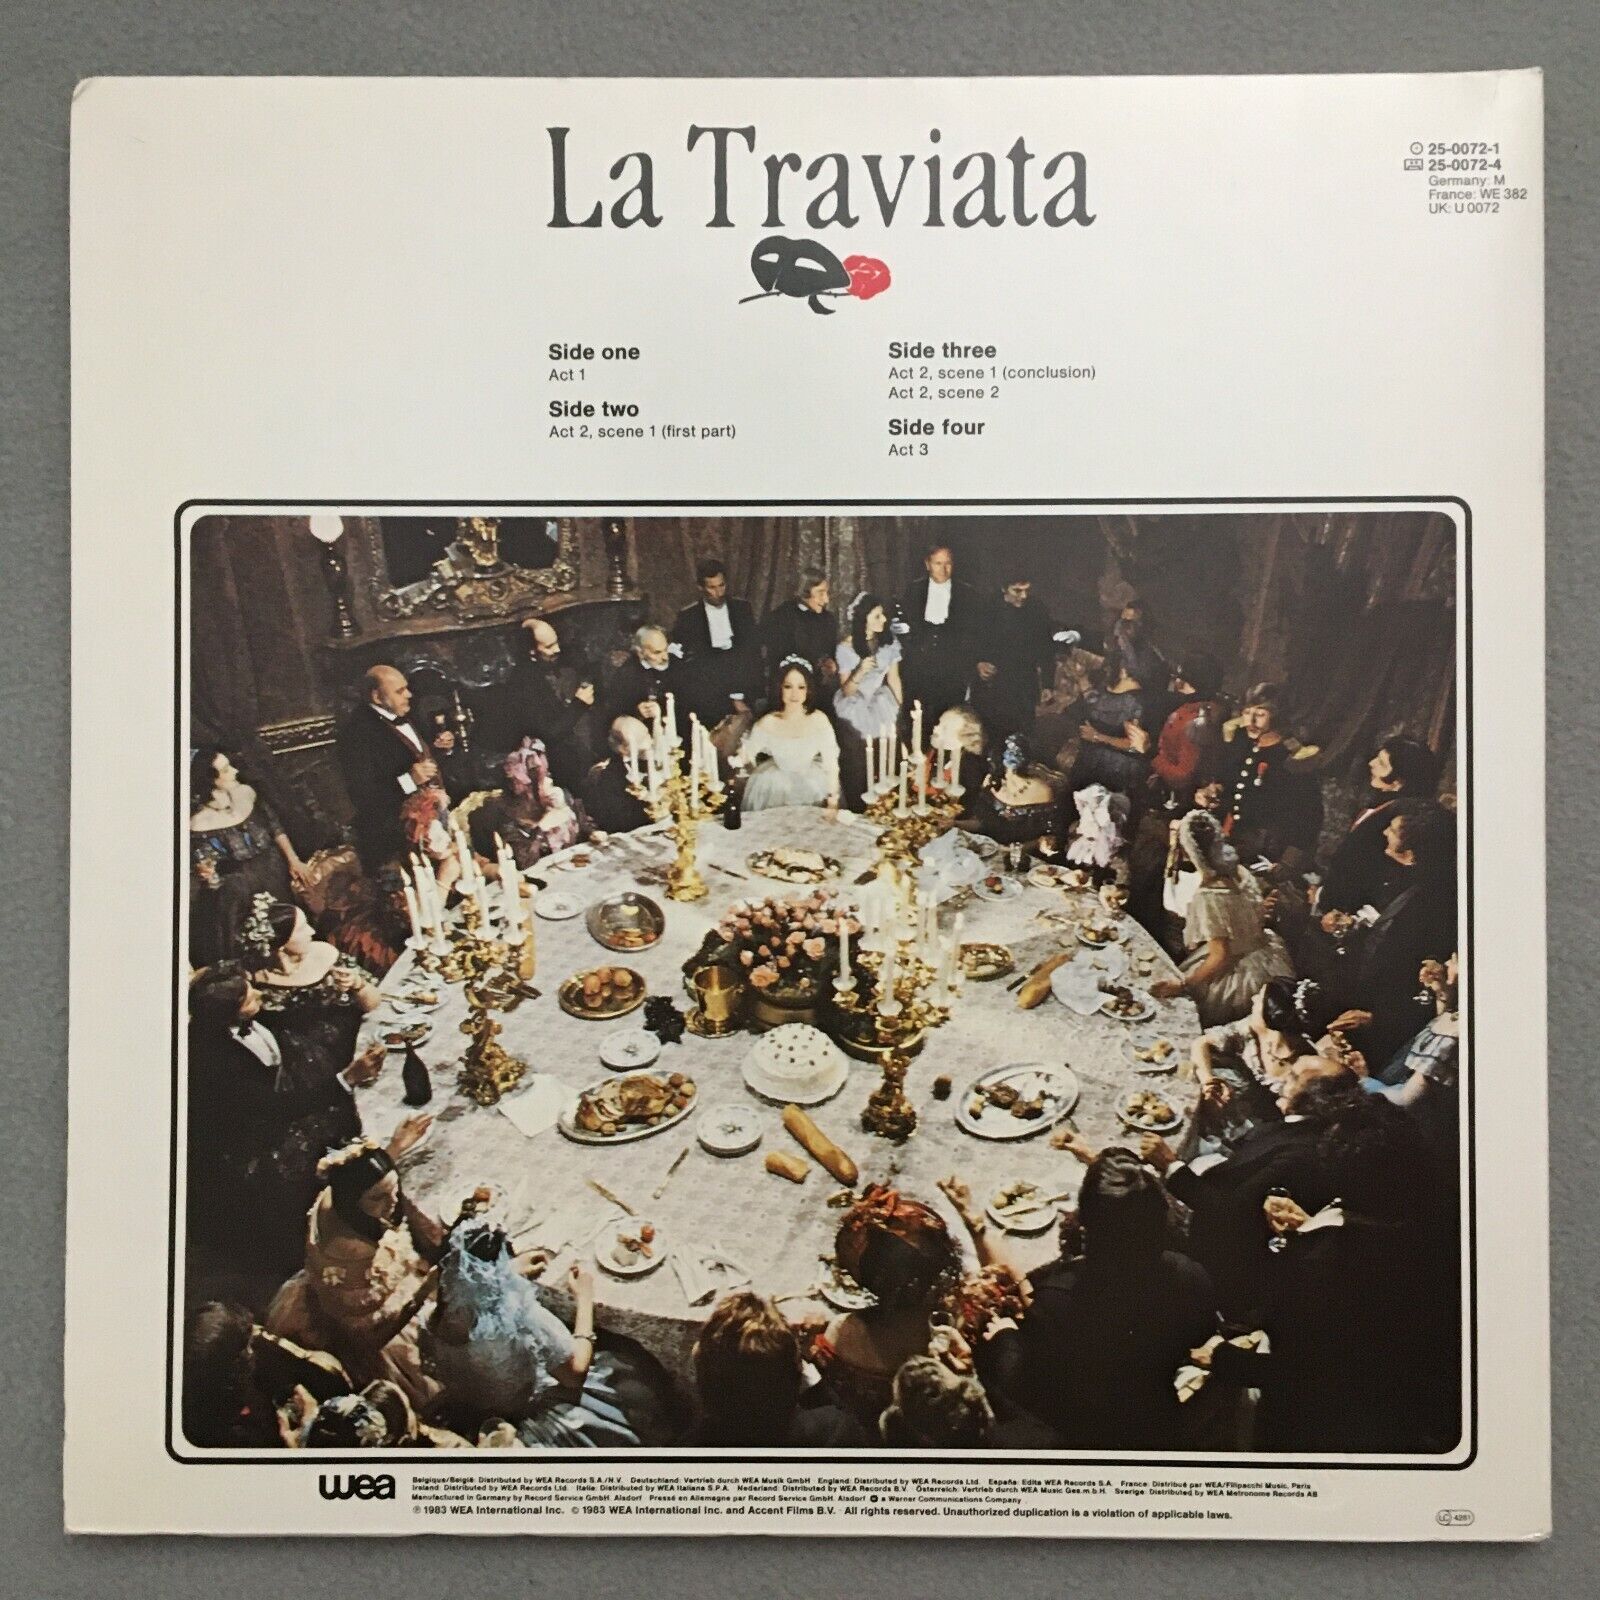 La Traviata
25-0072-1
25-0072-4
Germany: M
France: WE 382
UK: U 0072
Side one
Act 1
Side two
Act 2, scene 1 (first part)
Side three
Act 2, scene 1 (conclusion)
Act 2, scene 2
Side four
Act 3
wea
Belgique/België: Distributed by WEA Records S.A./N.V. Deutschland: Vertrieb durch WEA Musik GmbH England: Distributed by WEA Records Ltd. España: Edita WEA Records S.A. France: Distribué par WEA/Filipacchi Music, Paris
Ireland: Distributed by WEA Records Ltd. Italia: Distributed by WEA Italiana S.P.A. Nederland: Distributed by WEA Records B.V. Österreich: Vertrieb durch WEA Music Ges.m.b.H. Sverige: Distributed by WEA Metronome Records AB
Manufactured in Germany by Record Service GmbH, Alsdorf Pressé en Allemagne par Record Service GmbH, Alsdorf a Warner Communications Company
℗ 1983 WEA International Inc. © 1983 WEA International Inc. and Accent Films B.V. · All rights reserved. Unauthorized duplication is a violation of applicable laws.
LC 4281